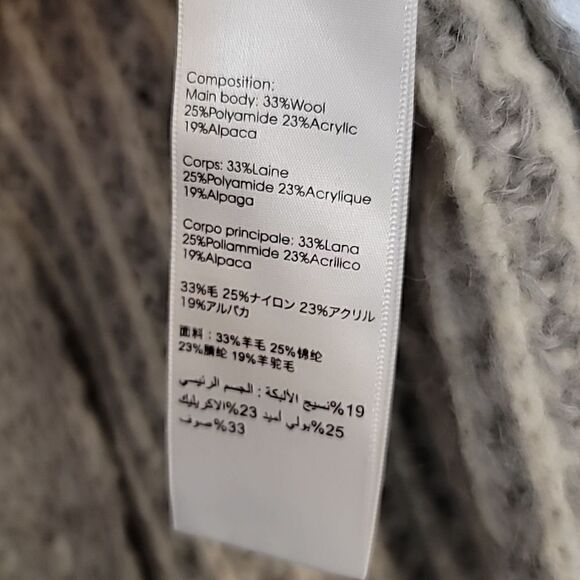 Composition:
Main body: 33%Wool
25%Polyamide 23%Acrylic
19%Alpaca
Corps: 33%Laine
25%Polyamide 23%Acrylique
19%Alpaga
Corpo principale: 33%Lana
25%Poliammide 23%Acrilico
19%Alpaca
33%毛 25%ナイロン 23%アクリル
19%アルパカ
面料：33%羊毛 25%锦纶
23%腈纶 19%羊驼毛
الجسم الرئيسي : نسيج الألبكة%19
بولي أميد 23%الاكريليك%25
صوف%33